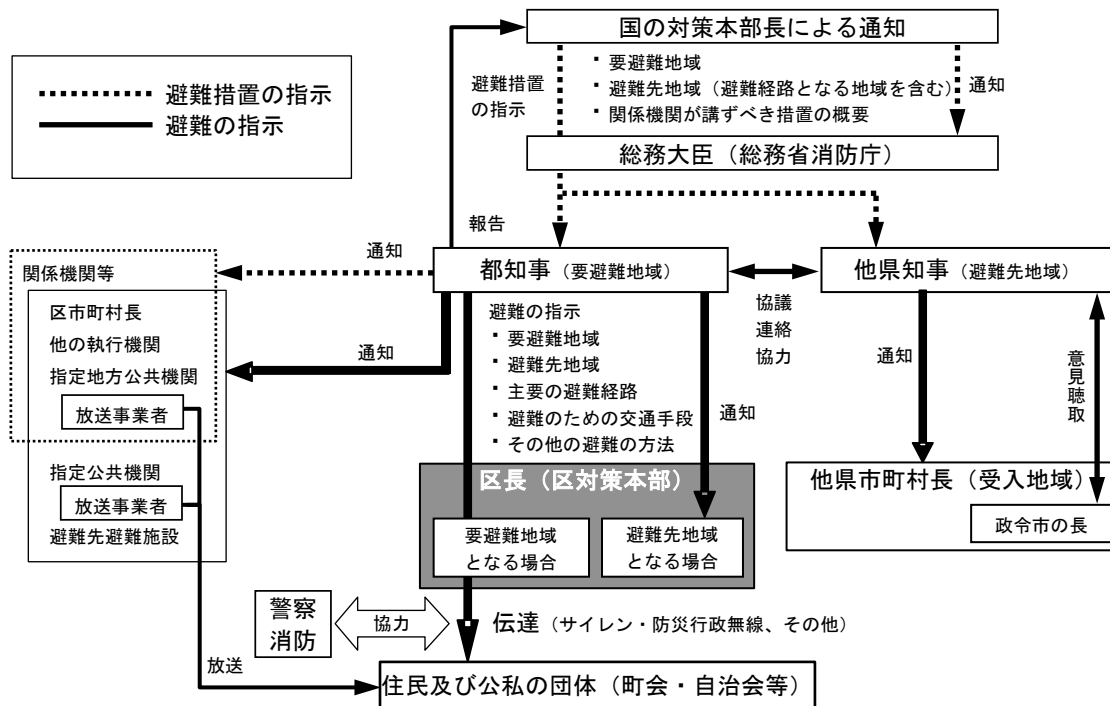 国の対策本部長による通知
避難措置の指示
避難の指示
避難措置
の指示
・要避難地域
・避難先地域（避難経路となる地域を含む）
・関係機関が講ずべき措置の概要
通知
総務大臣（総務省消防庁）
報告
通知
関係機関等
都知事（要避難地域）
他県知事（避難先地域）
協議
連絡
協力
区市町村長
他の執行機関
指定地方公共機関
放送事業者
通知
避難の指示
・要避難地域
・避難先地域
・主要の避難経路
・避難のための交通手段
・その他の避難の方法
通知
通知
意見聴取
指定公共機関
放送事業者
避難先避難施設
区長（区対策本部）
要避難地域
となる場合
避難先地域
となる場合
他県市町村長（受入地域）
政令市の長
警察
消防
協力
伝達（サイレン・防災行政無線、その他）
放送
住民及び公私の団体（町会・自治会等）